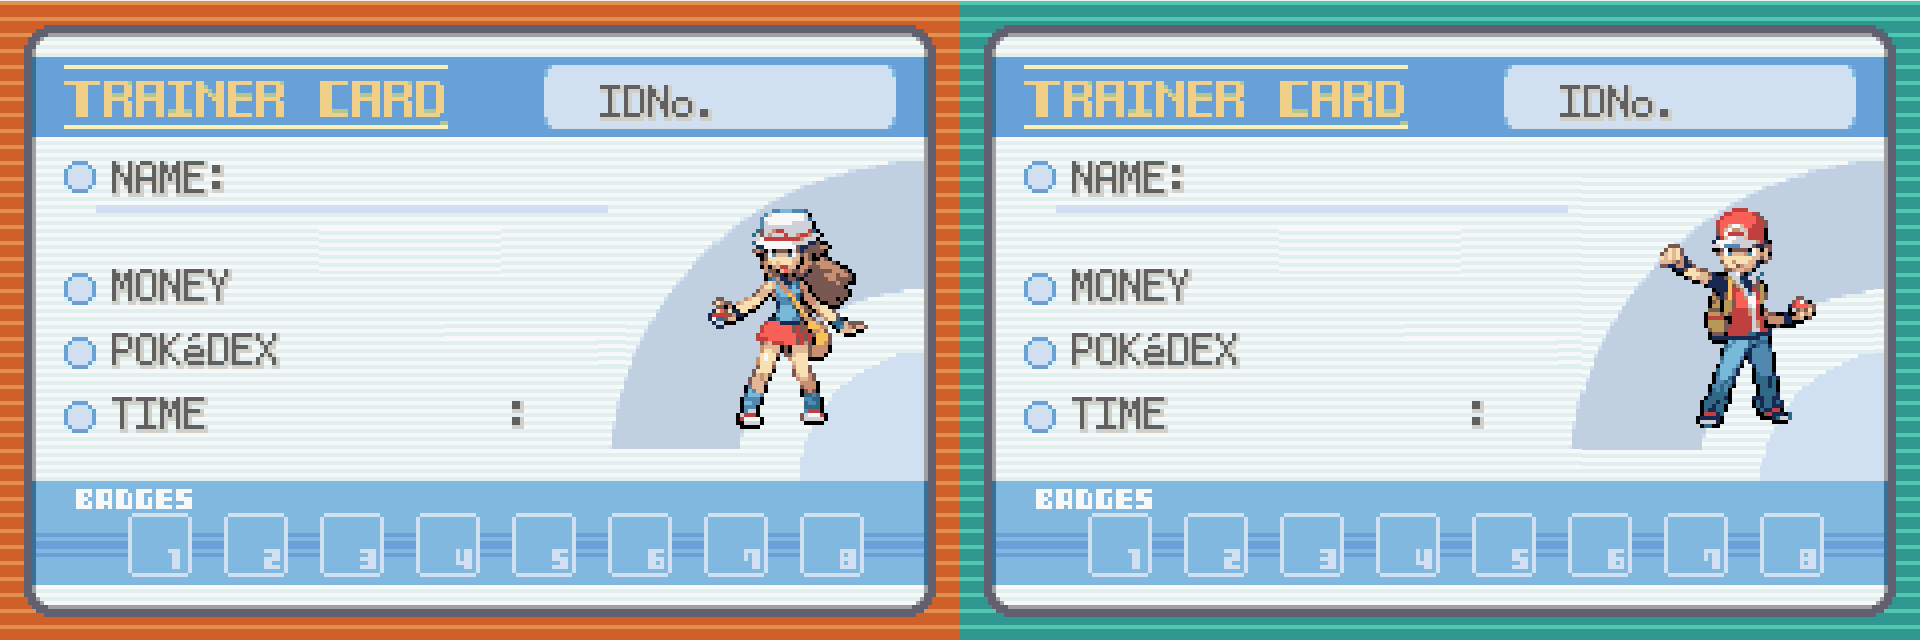 TRAINER CARD IDNo.
NAME:
MONEY
POKéDEX
TIME :
BADGES
1 2 3 4 5 6 7 8
TRAINER CARD IDNo.
NAME:
MONEY
POKéDEX
TIME :
BADGES
1 2 3 4 5 6 7 8